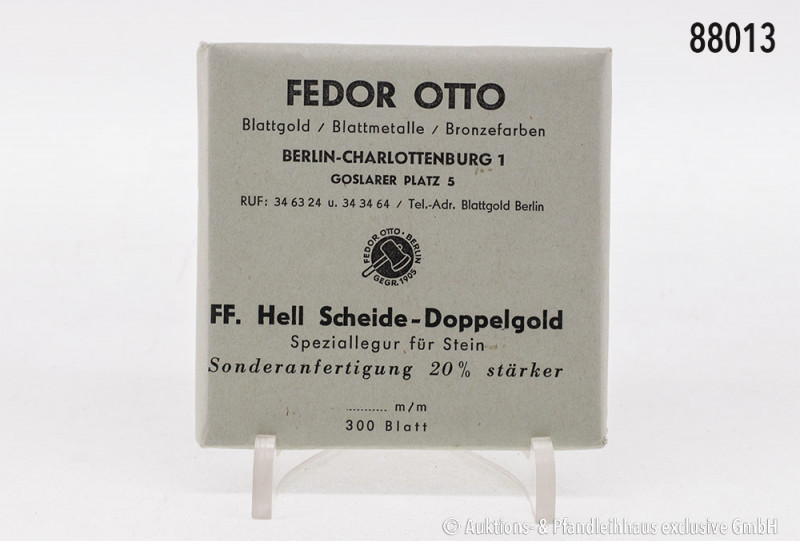 88013
FEDOR OTTO
Blattgold / Blattmetalle / Bronzefarben
BERLIN-CHARLOTTENBURG 1
GOSLARER PLATZ 5
RUF: 34 63 24 u. 34 34 64 / Tel.-Adr. Blattgold Berlin
FEDOR OTTO · BERLIN
GEGR. 1905
FF. Hell Scheide-Doppelgold
Speziallegur für Stein
Sonderanfertigung 20% stärker
.......... m/m
300 Blatt
© Auktions- & Pfandleihhaus exclusive GmbH